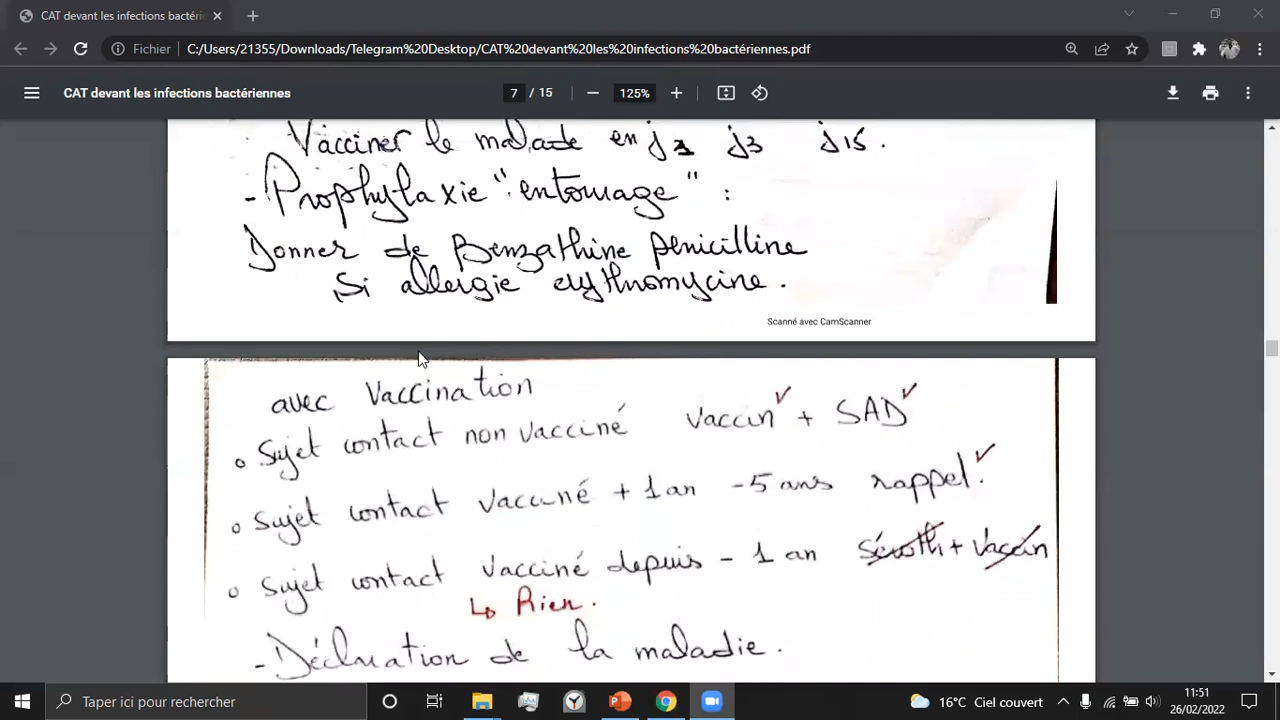 CAT devant les infections bactéri
Fichier C:/Users/21355/Downloads/Telegram%20Desktop/CAT%20devant%20les%20infections%20bactériennes.pdf
CAT devant les infections bactériennes 7 / 15 125%
Vacciner le malade en j1 j3 j15.
- Prophylaxie "entourage" :
Donner de Benzathine penicilline
Si allergie erythromycine.
Scanné avec CamScanner
avec Vaccination
Sujet contact non vacciné vaccin + SAD
Sujet contact vacciné + 1 an - 5 ans rappel.
Sujet contact vacciné depuis - 1 an Séroth + vaccin
↳ Rien.
- Déclaration de la maladie.
Taper ici pour rechercher
16°C Ciel couvert
11:51
26/02/2022